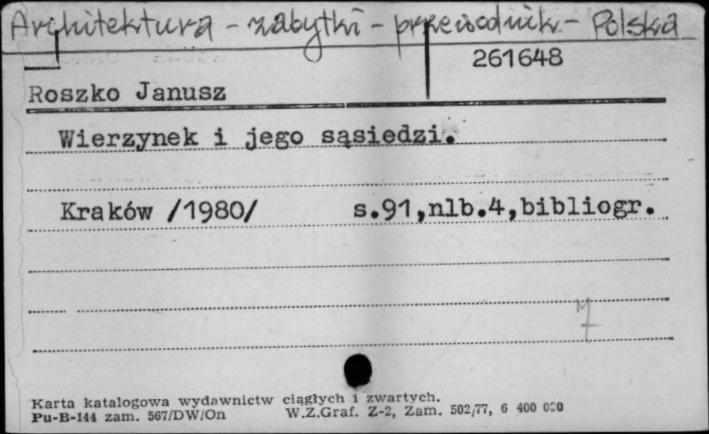 Architektura - zabytki - przewodnik - Polska
261648
Roszko Janusz
Wierzynek i jego sąsiedzi.
Kraków /1980/ s.91,nlb.4,bibliogr.
Karta katalogowa wydawnictw ciągłych i zwartych.
Pu-B-144 zam. 567/DW/On W.Z.Graf. Z-2, Zam. 502/77, 6 400 000